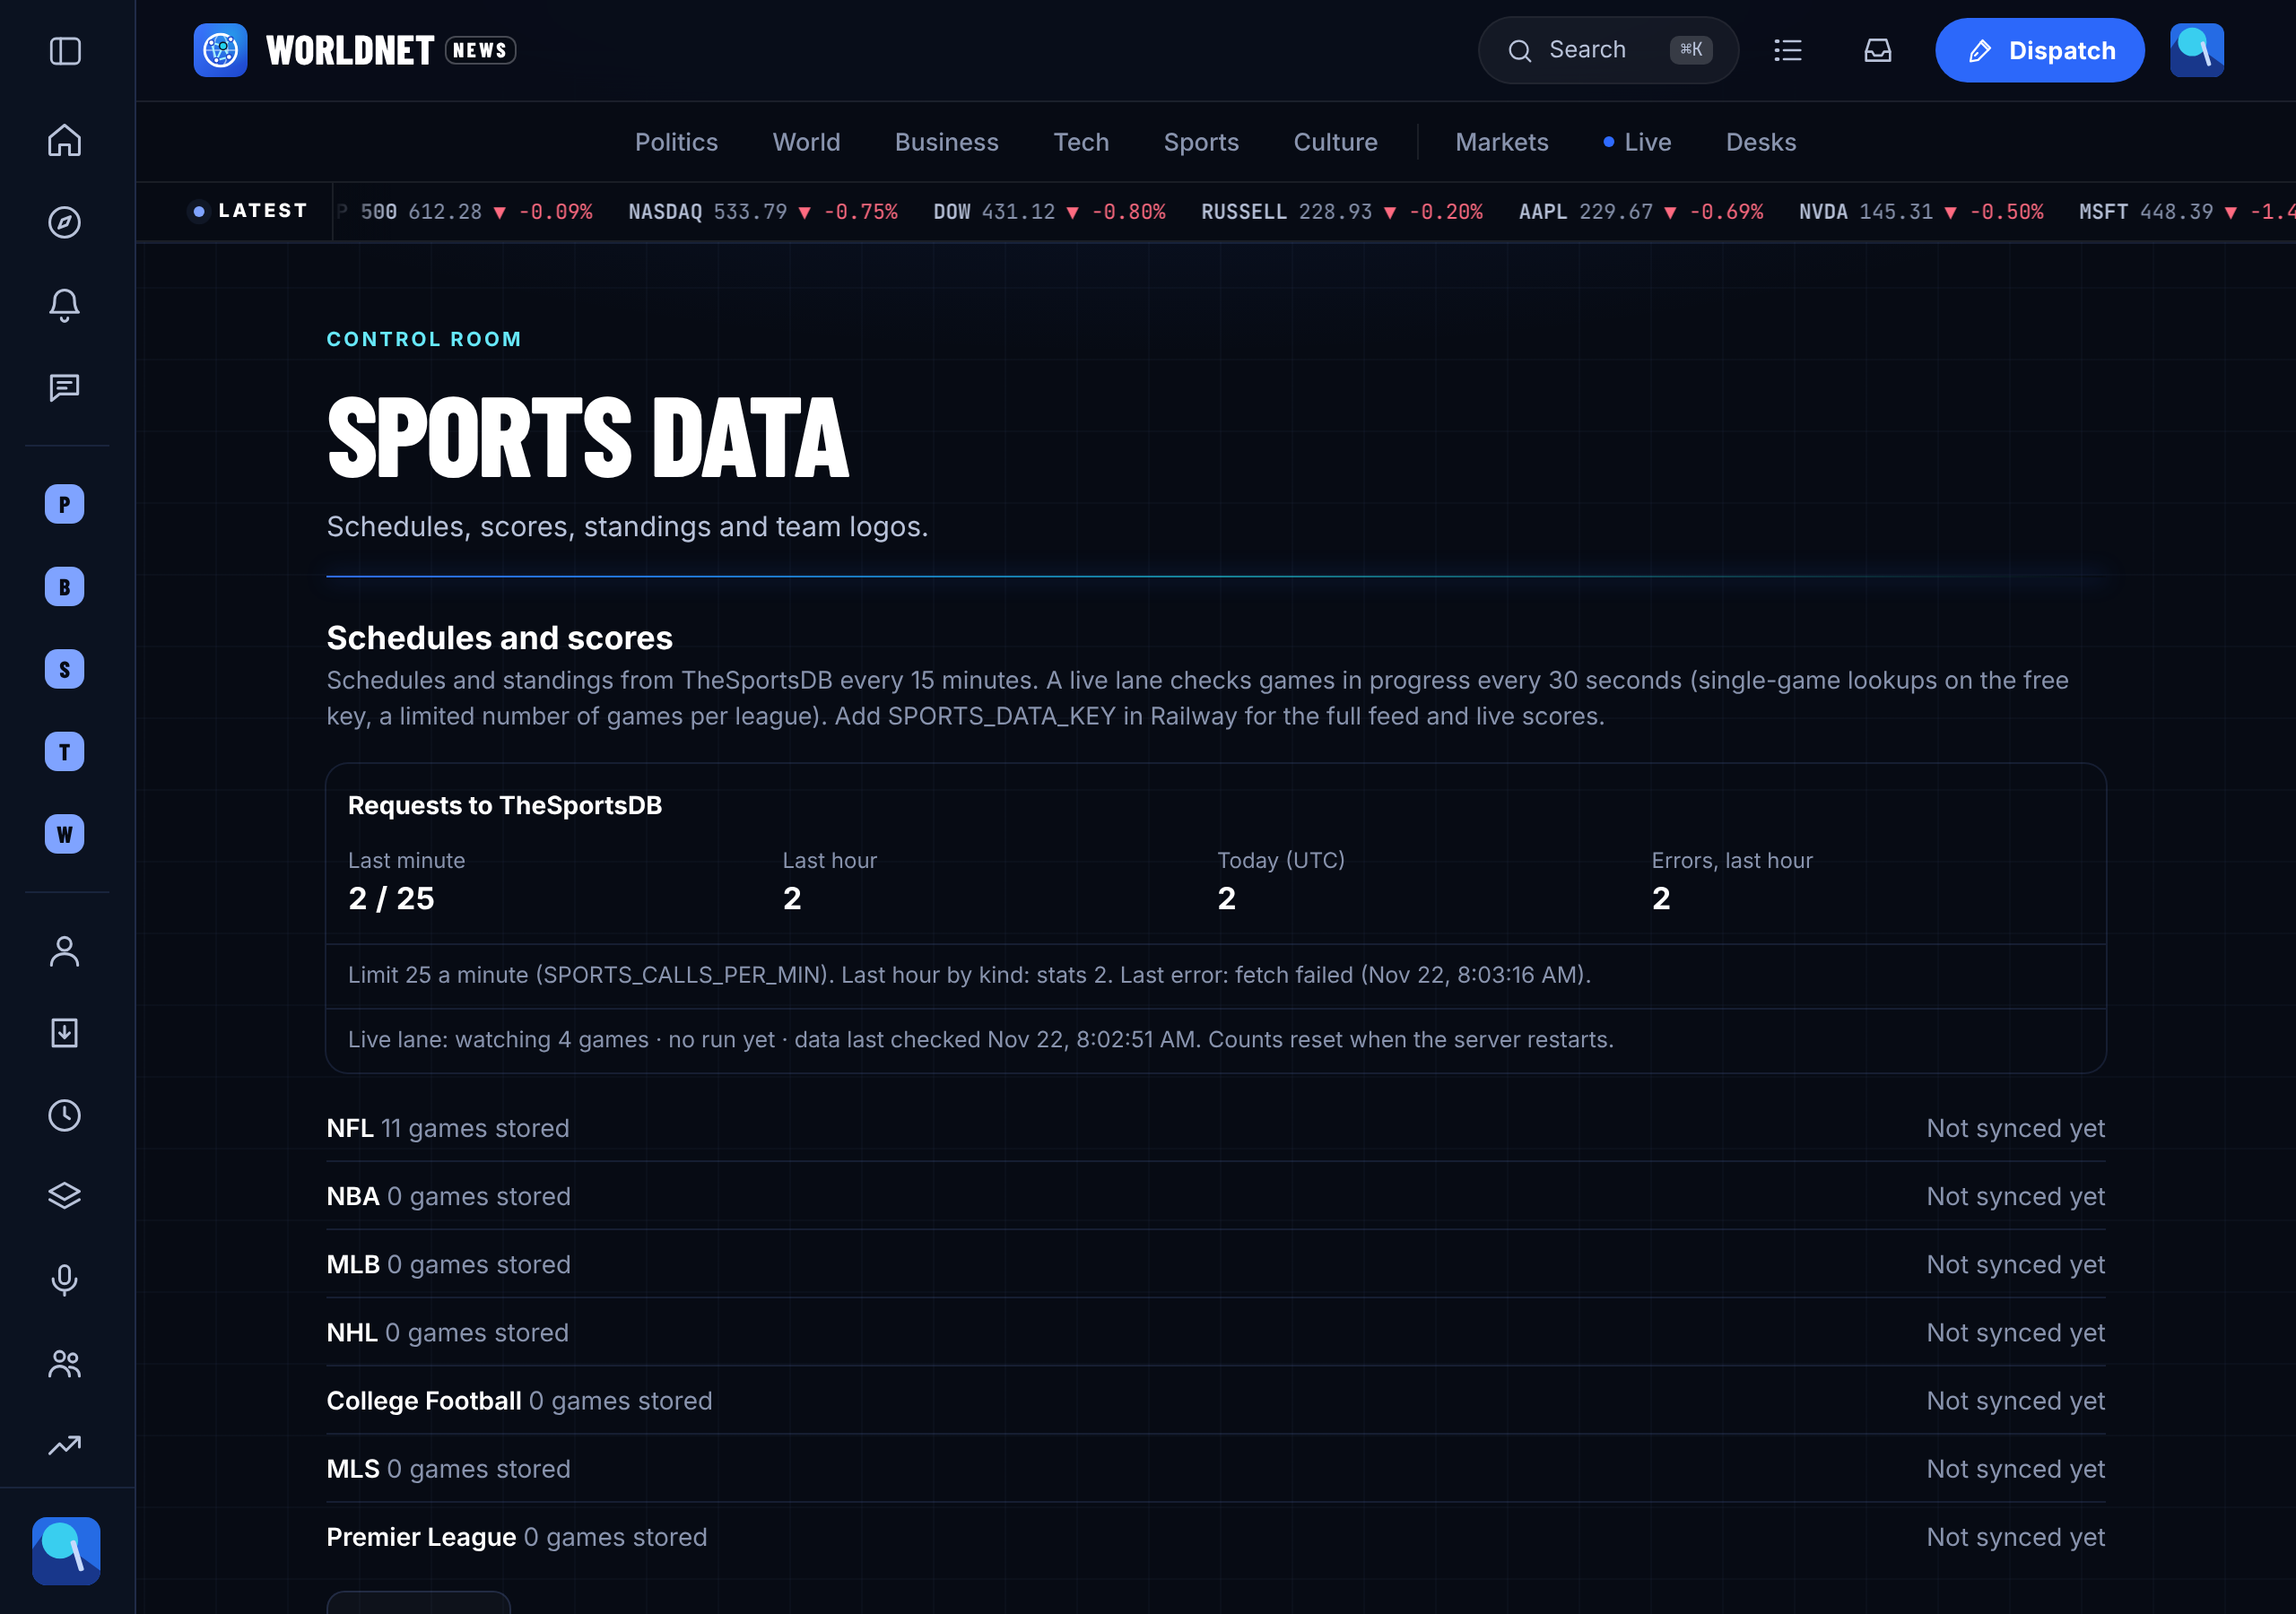 WORLDNET NEWS
Search ⌘K
Dispatch
Politics World Business Tech Sports Culture Markets Live Desks
LATEST P 500 612.28 ▼ -0.09% NASDAQ 533.79 ▼ -0.75% DOW 431.12 ▼ -0.80% RUSSELL 228.93 ▼ -0.20% AAPL 229.67 ▼ -0.69% NVDA 145.31 ▼ -0.50% MSFT 448.39 ▼ -1.4
CONTROL ROOM
SPORTS DATA
Schedules, scores, standings and team logos.
P
B
S
T
W
Schedules and scores
Schedules and standings from TheSportsDB every 15 minutes. A live lane checks games in progress every 30 seconds (single-game lookups on the free
key, a limited number of games per league). Add SPORTS_DATA_KEY in Railway for the full feed and live scores.
Requests to TheSportsDB
Last minute Last hour Today (UTC) Errors, last hour
2 / 25 2 2 2
Limit 25 a minute (SPORTS_CALLS_PER_MIN). Last hour by kind: stats 2. Last error: fetch failed (Nov 22, 8:03:16 AM).
Live lane: watching 4 games · no run yet · data last checked Nov 22, 8:02:51 AM. Counts reset when the server restarts.
NFL 11 games stored Not synced yet
NBA 0 games stored Not synced yet
MLB 0 games stored Not synced yet
NHL 0 games stored Not synced yet
College Football 0 games stored Not synced yet
MLS 0 games stored Not synced yet
Premier League 0 games stored Not synced yet